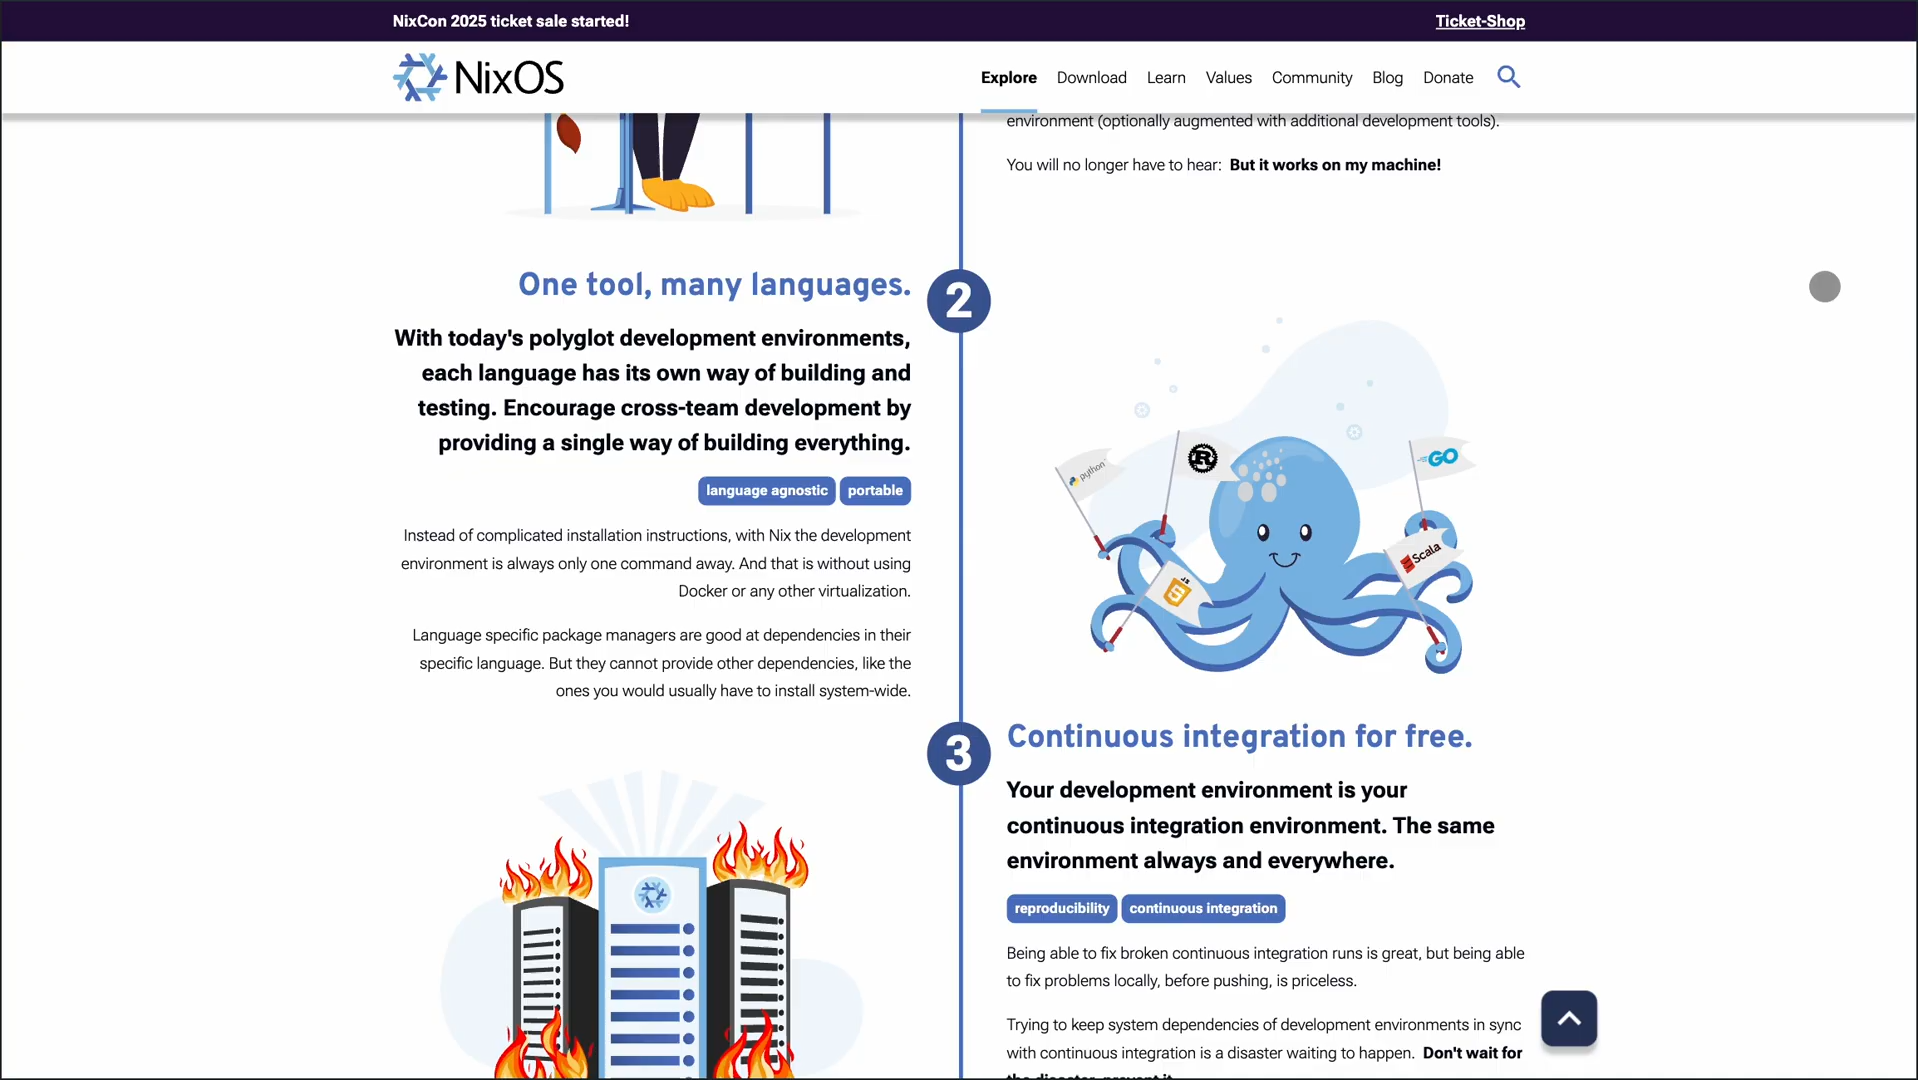 NixCon 2025 ticket sale started!
Ticket-Shop
NixOS
Explore
Download
Learn
Values
Community
Blog
Donate
environment (optionally augmented with additional development tools).
You will no longer have to hear: But it works on my machine!
One tool, many languages.
2
With today's polyglot development environments,
each language has its own way of building and
testing. Encourage cross-team development by
providing a single way of building everything.
language agnostic
portable
Instead of complicated installation instructions, with Nix the development
environment is always only one command away. And that is without using
Docker or any other virtualization.
Language specific package managers are good at dependencies in their
specific language. But they cannot provide other dependencies, like the
ones you would usually have to install system-wide.
python
R
GO
Scala
JS
5
3
Continuous integration for free.
Your development environment is your
continuous integration environment. The same
environment always and everywhere.
reproducibility
continuous integration
Being able to fix broken continuous integration runs is great, but being able
to fix problems locally, before pushing, is priceless.
Trying to keep system dependencies of development environments in sync
with continuous integration is a disaster waiting to happen. Don't wait for